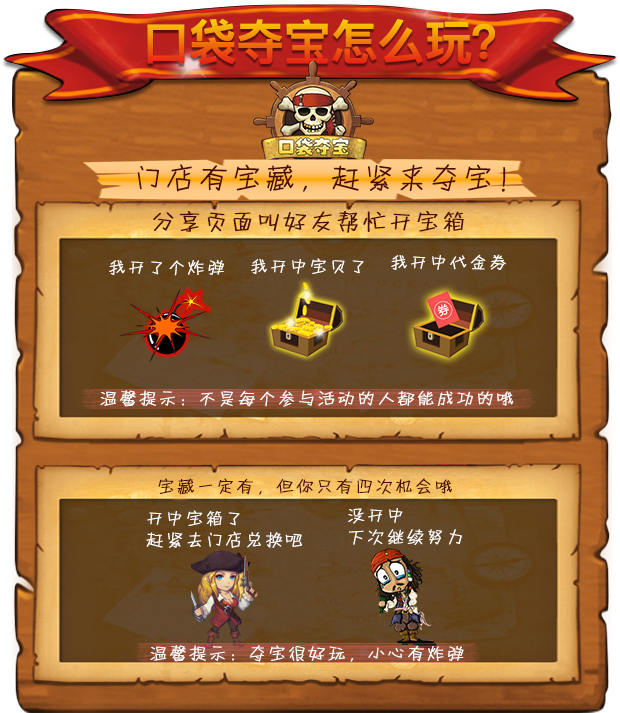 口袋夺宝怎么玩?
口袋夺宝
门店有宝藏，赶紧来夺宝！
分享页面叫好友帮忙开宝箱
我开了个炸弹
我开中宝贝了
我开中代金券
券
温馨提示：不是每个参与活动的人都能成功的哦
宝藏一定有，但你只有四次机会哦
开中宝箱了
赶紧去门店兑换吧
没开中
下次继续努力
温馨提示：夺宝很好玩，小心有炸弹